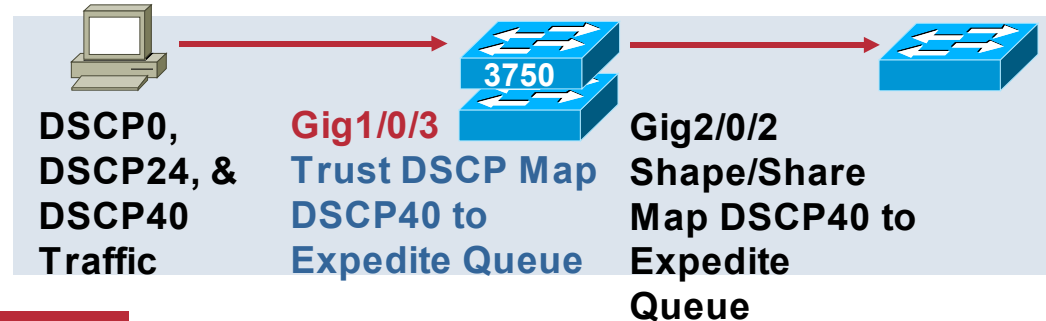 3750
DSCP0,
DSCP24, &
DSCP40
Traffic
Gig1/0/3
Trust DSCP Map
DSCP40 to
Expedite Queue
Gig2/0/2
Shape/Share
Map DSCP40 to
Expedite
Queue